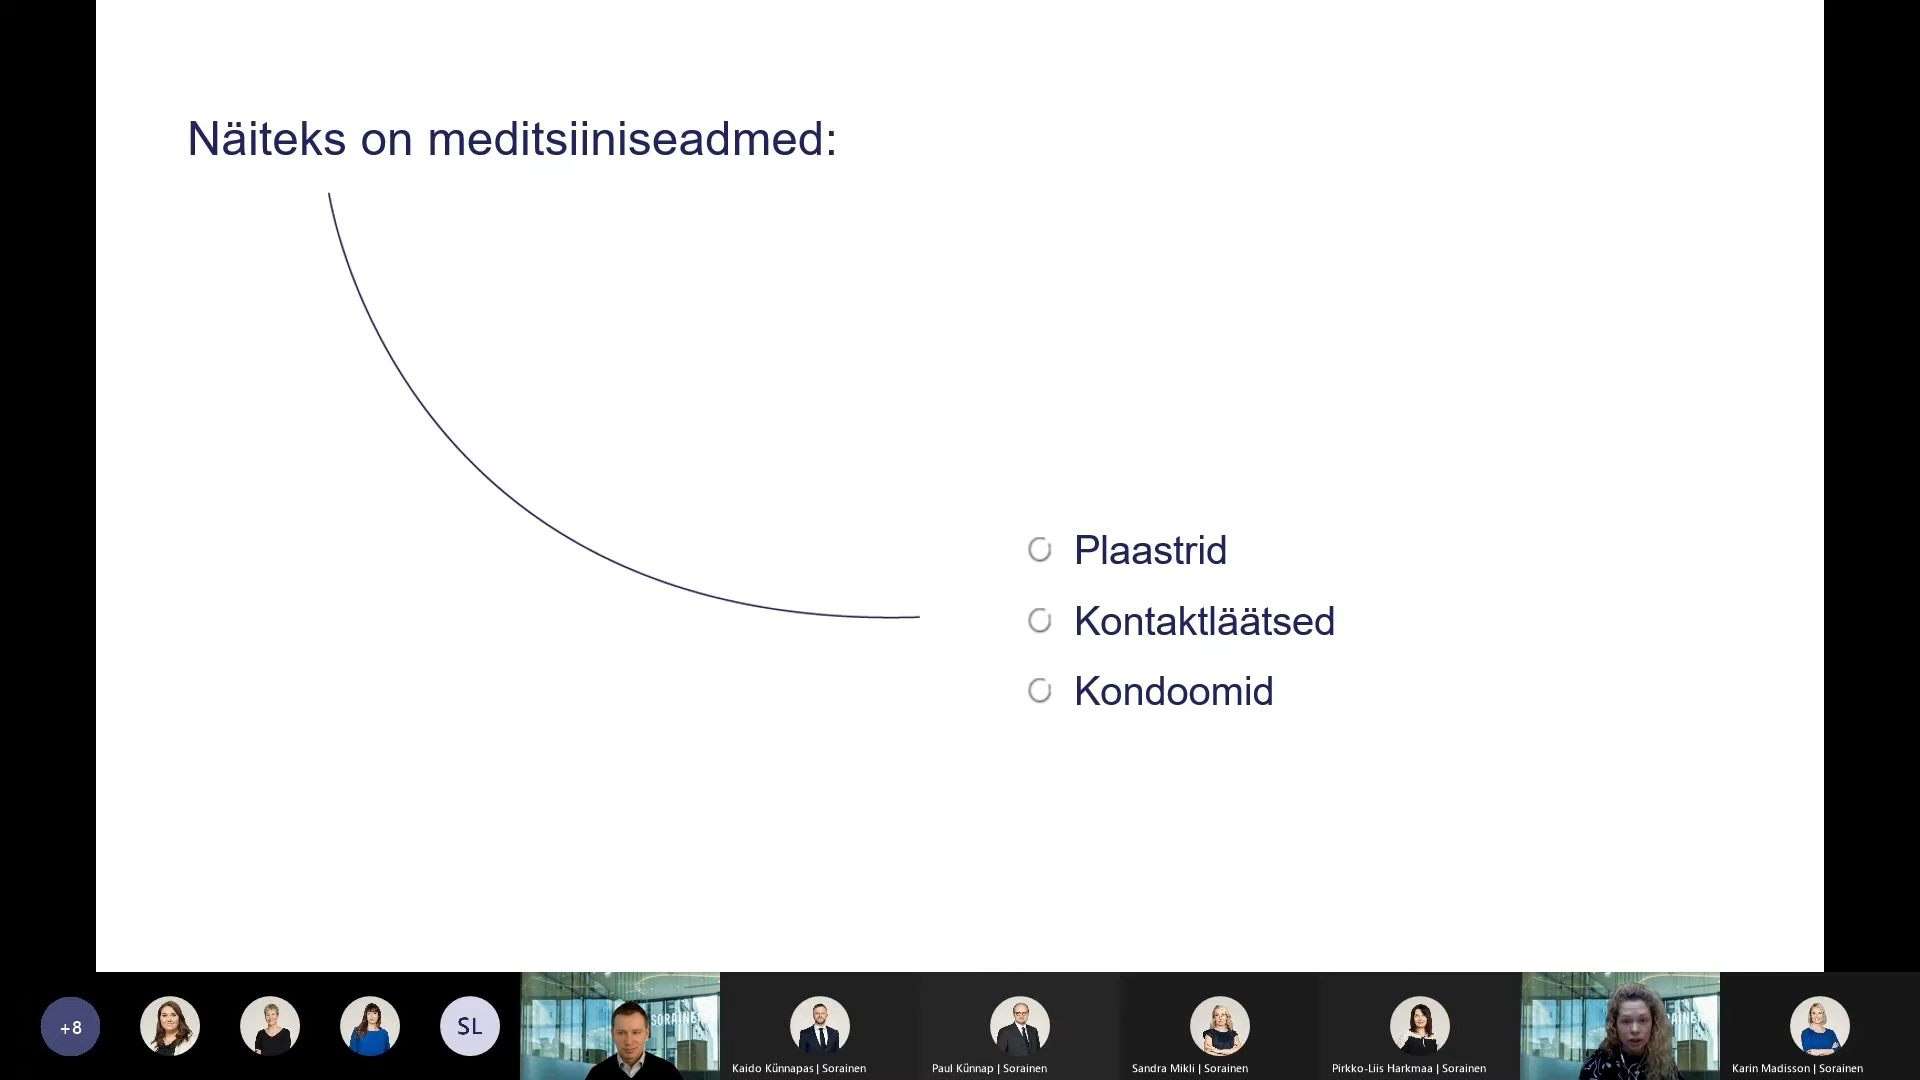 Näiteks on meditsiiniseadmed:
Plaastrid
Kontaktläätsed
Kondoomid
+8
SL
SORAINE
Kaido Künnapas | Sorainen
Paul Künnap | Sorainen
Sandra Mikli | Sorainen
Pirkko-Liis Harkmaa | Sorainen
Karin Madisson | Sorainen